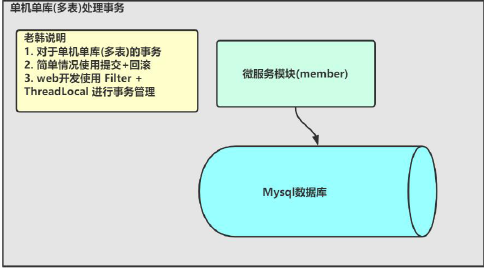 单机单库(多表)处理事务
老韩说明
1. 对于单机单库(多表)的事务
2. 简单情况使用提交+回滚
3. web开发使用 Filter +
ThreadLocal 进行事务管理
微服务模块(member)
Mysql数据库